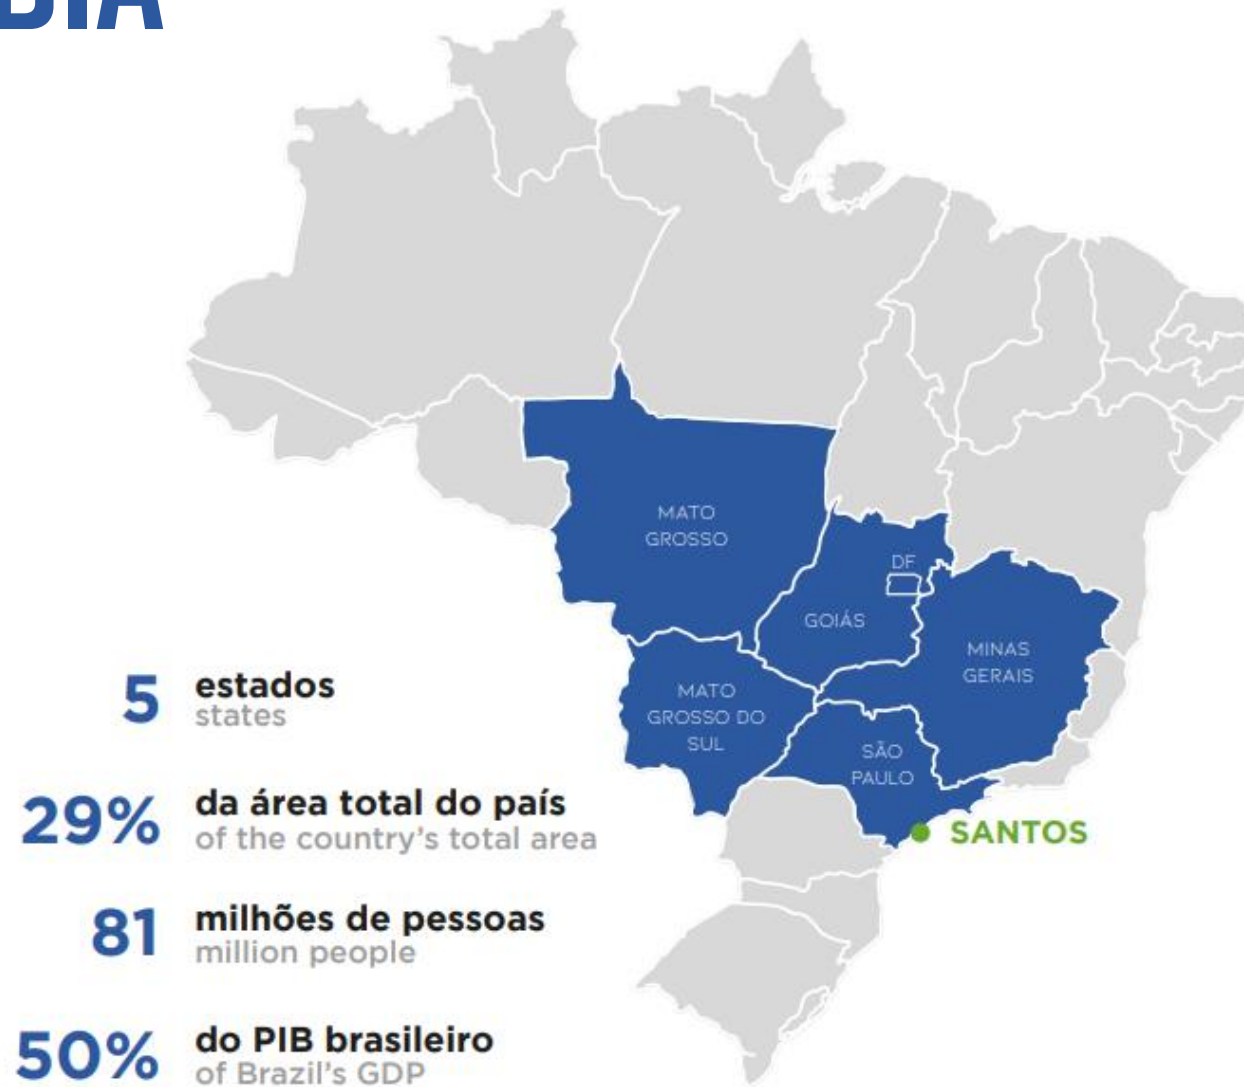 MATO
GROSSO
DF
GOIÁS
MINAS
GERAIS
MATO
GROSSO DO
SUL
SÃO
PAULO
SANTOS
5 estados
states
29% da área total do país
of the country's total area
81 milhões de pessoas
million people
50% do PIB brasileiro
of Brazil's GDP